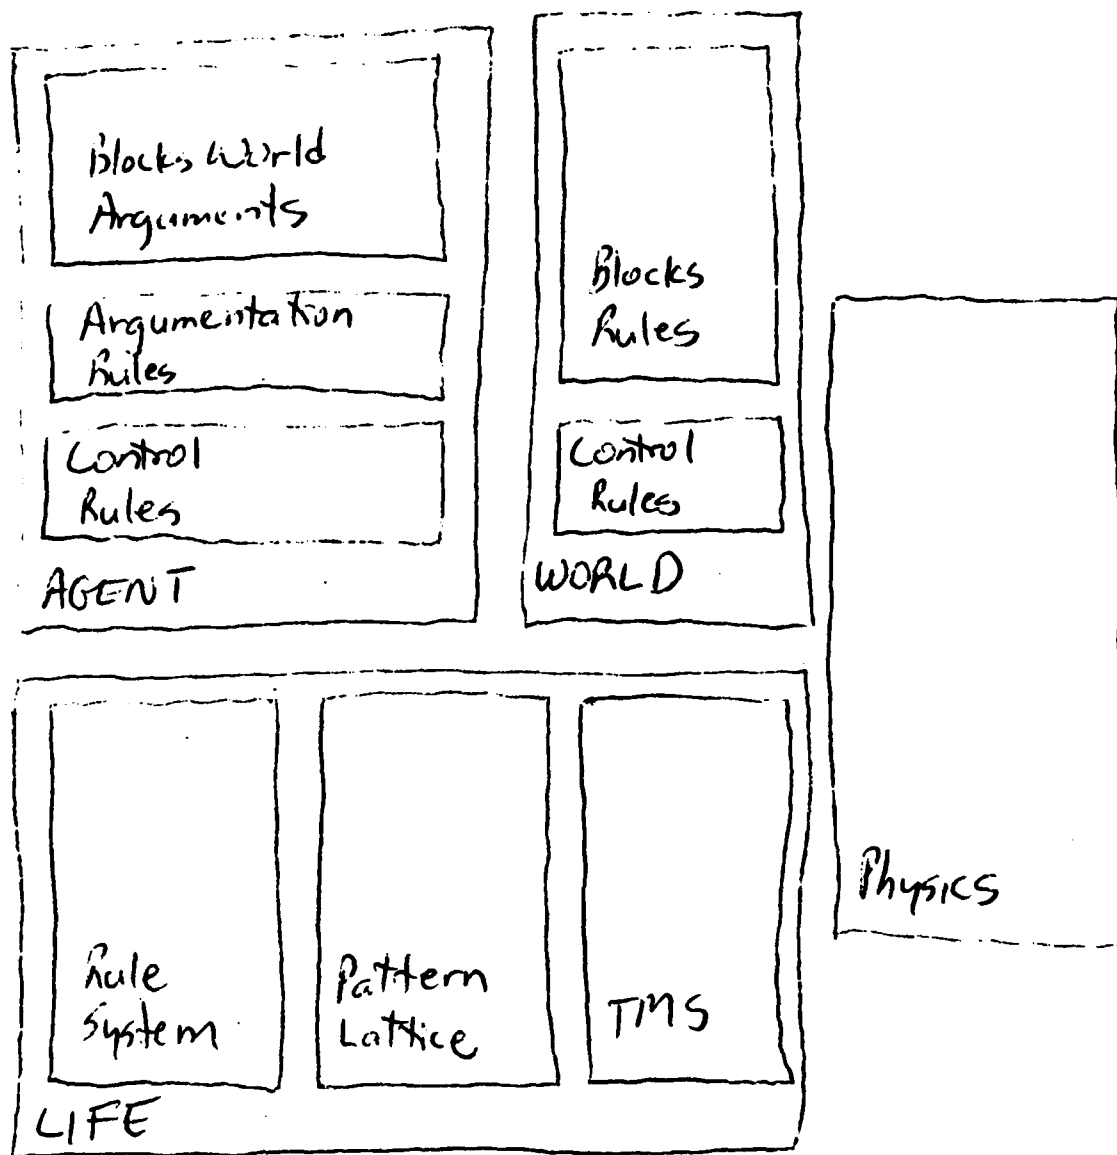 Blocks World
Arguments
Argumentation
Rules
Control
Rules
AGENT
Blocks
Rules
Control
Rules
WORLD
Physics
Rule
System
Pattern
Lattice
TMS
LIFE